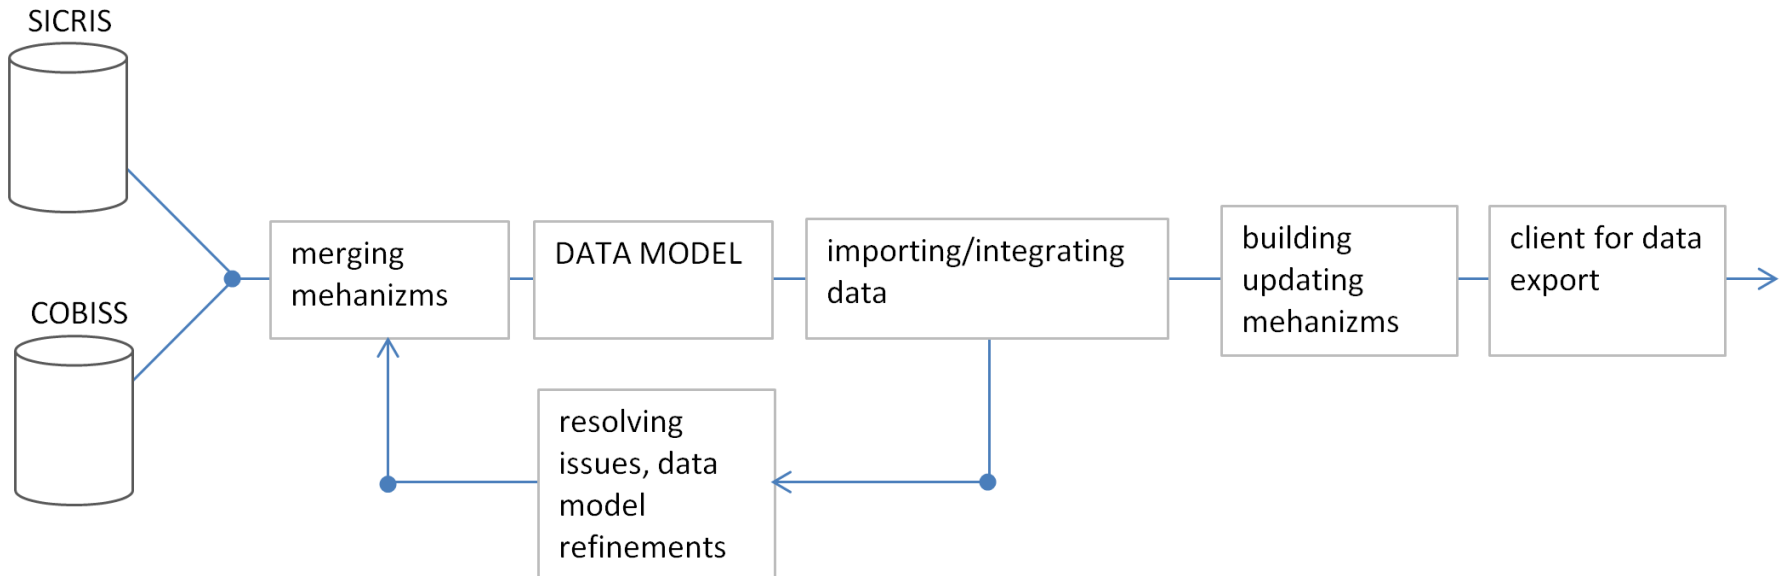 SICRIS
COBISS
merging
mehanizms
DATA MODEL
importing/integrating
data
building
updating
mehanizms
client for data
export
resolving
issues, data
model
refinements